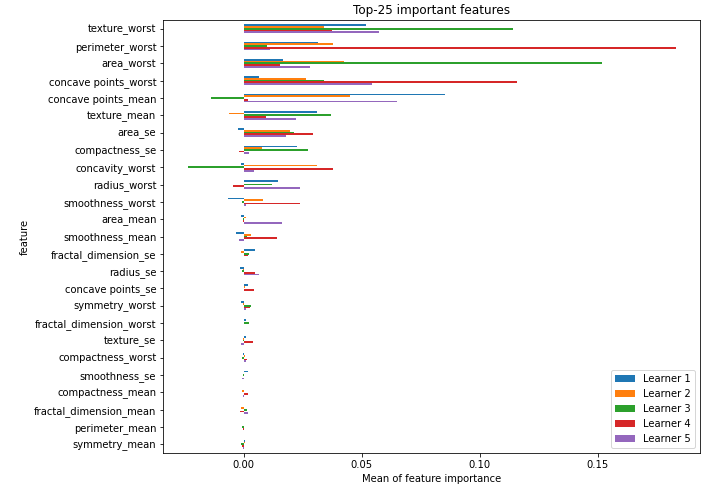 Top-25 important features
texture_worst
perimeter_worst
area_worst
concave points_worst
concave points_mean
texture_mean
area_se
compactness_se
concavity_worst
radius_worst
smoothness_worst
area_mean
smoothness_mean
fractal_dimension_se
radius_se
concave points_se
symmetry_worst
fractal_dimension_worst
texture_se
compactness_worst
smoothness_se
compactness_mean
fractal_dimension_mean
perimeter_mean
symmetry_mean
feature
Learner 1
Learner 2
Learner 3
Learner 4
Learner 5
0.00 0.05 0.10 0.15
Mean of feature importance